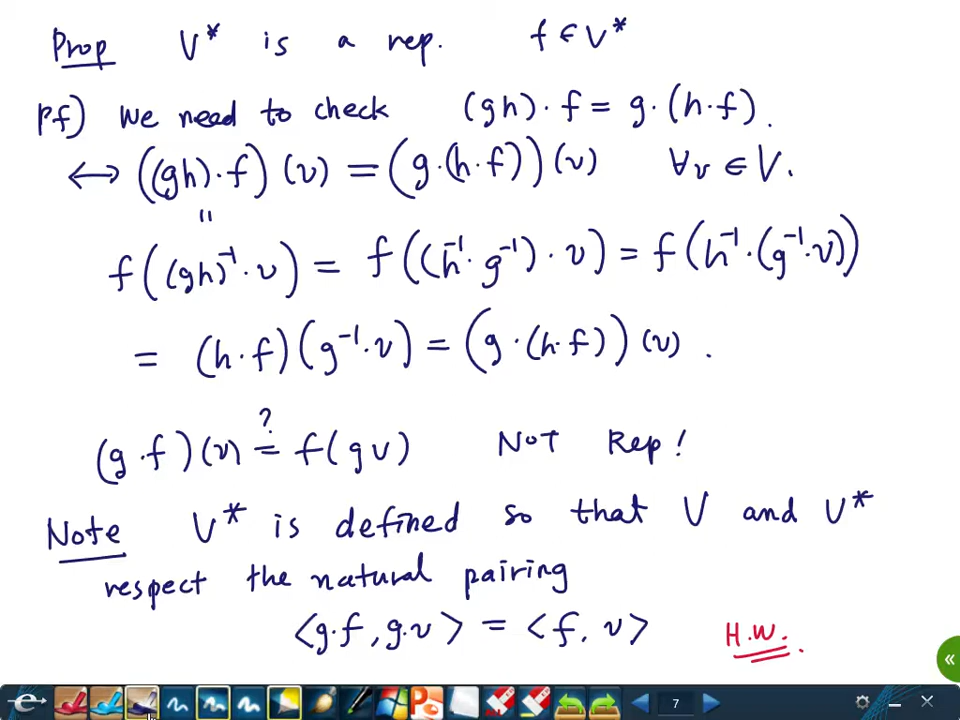 Prop V* is a rep. f ∈ V*
Pf) We need to check (gh)·f = g·(h·f).
↔ ((gh)·f)(v) = (g·(h·f))(v) ∀v ∈ V.
"
f((gh)⁻¹·v) = f((h⁻¹·g⁻¹)·v) = f(h⁻¹·(g⁻¹·v))
= (h·f)(g⁻¹·v) = (g·(h·f))(v).
?
(g·f)(v) = f(gv) NOT Rep!
Note V* is defined so that V and V*
respect the natural pairing
<g·f, g·v> = <f, v> H.W.
7